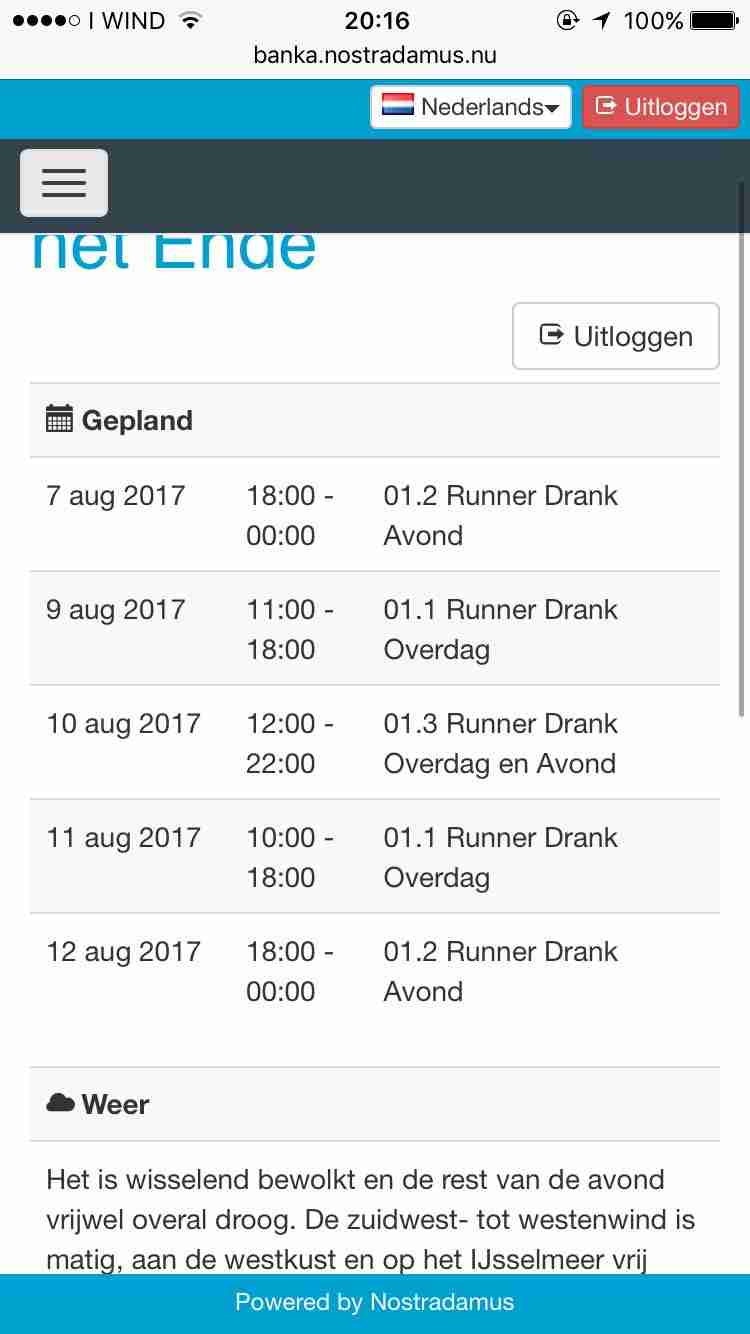 I WIND 20:16 100%
banka.nostradamus.nu
Nederlands Uitloggen
het Ende
Uitloggen
Gepland
7 aug 2017 18:00 - 01.2 Runner Drank
00:00 Avond
9 aug 2017 11:00 - 01.1 Runner Drank
18:00 Overdag
10 aug 2017 12:00 - 01.3 Runner Drank
22:00 Overdag en Avond
11 aug 2017 10:00 - 01.1 Runner Drank
18:00 Overdag
12 aug 2017 18:00 - 01.2 Runner Drank
00:00 Avond
Weer
Het is wisselend bewolkt en de rest van de avond
vrijwel overal droog. De zuidwest- tot westenwind is
matig, aan de westkust en op het IJsselmeer vrij
Powered by Nostradamus